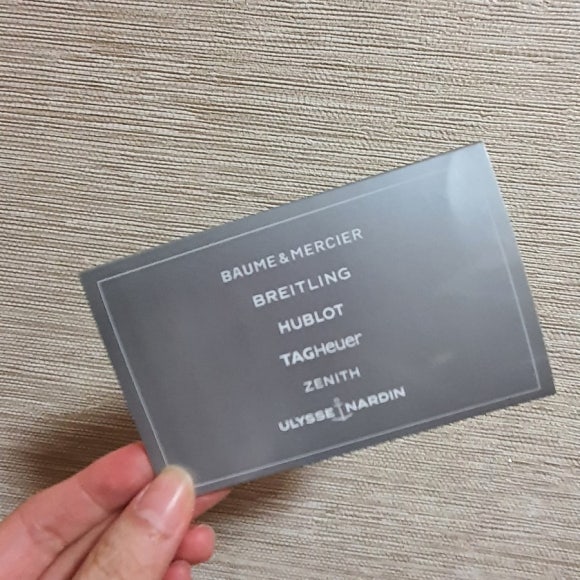 BAUME & MERCIER
BREITLING
HUBLOT
TAGHeuer
ZENITH
ULYSSE NARDIN